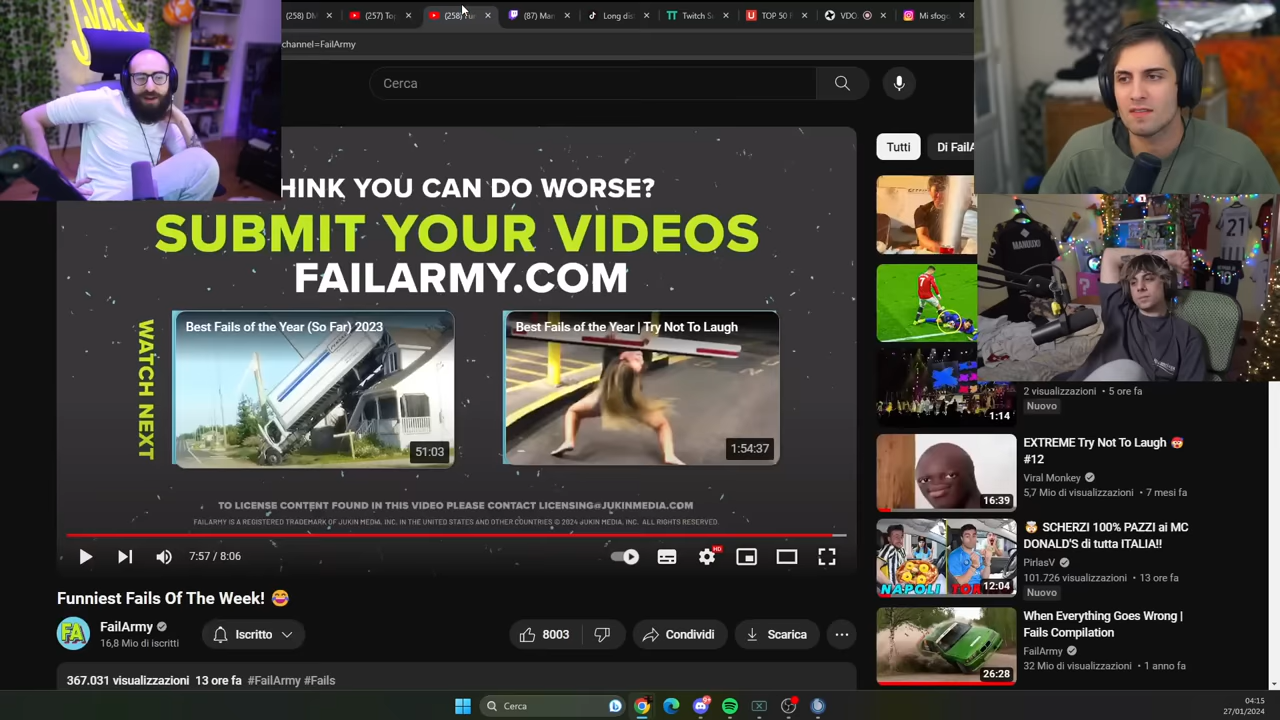 (258) DM
(257) To
(258) Fu
(87) Ma
Long dis
Twitch S
TOP 50 F
VDO
Mi sfog
channel=FailArmy
Cerca
Tutti
Di FailA
HINK YOU CAN DO WORSE?
SUBMIT YOUR VIDEOS
FAILARMY.COM
WATCH NEXT
Best Fails of the Year (So Far) 2023
51:03
Best Fails of the Year | Try Not To Laugh
1:54:37
TO LICENSE CONTENT FOUND IN THIS VIDEO PLEASE CONTACT LICENSING@JUKINMEDIA.COM
FAILARMY IS A REGISTERED TRADEMARK OF JUKIN MEDIA, INC. IN THE UNITED STATES AND OTHER COUNTRIES © 2024 JUKIN MEDIA, INC. ALL RIGHTS RESERVED.
7:57 / 8:06
HD
Funniest Fails Of The Week! 😂
FA
FailArmy
16,8 Mio di iscritti
Iscritto
8003
Condividi
Scarica
367.031 visualizzazioni 13 ore fa #FailArmy #Fails
21
2 visualizzazioni • 5 ore fa
Nuovo
1:14
EXTREME Try Not To Laugh 🤯
#12
Viral Monkey
5,7 Mio di visualizzazioni • 7 mesi fa
16:39
🤯 SCHERZI 100% PAZZI ai MC
DONALD'S di tutta ITALIA!!
PirlasV
101.726 visualizzazioni • 13 ore fa
Nuovo
NAPOLI
12:04
When Everything Goes Wrong |
Fails Compilation
FailArmy
32 Mio di visualizzazioni • 1 anno fa
26:28
Cerca
04:15
27/01/2024